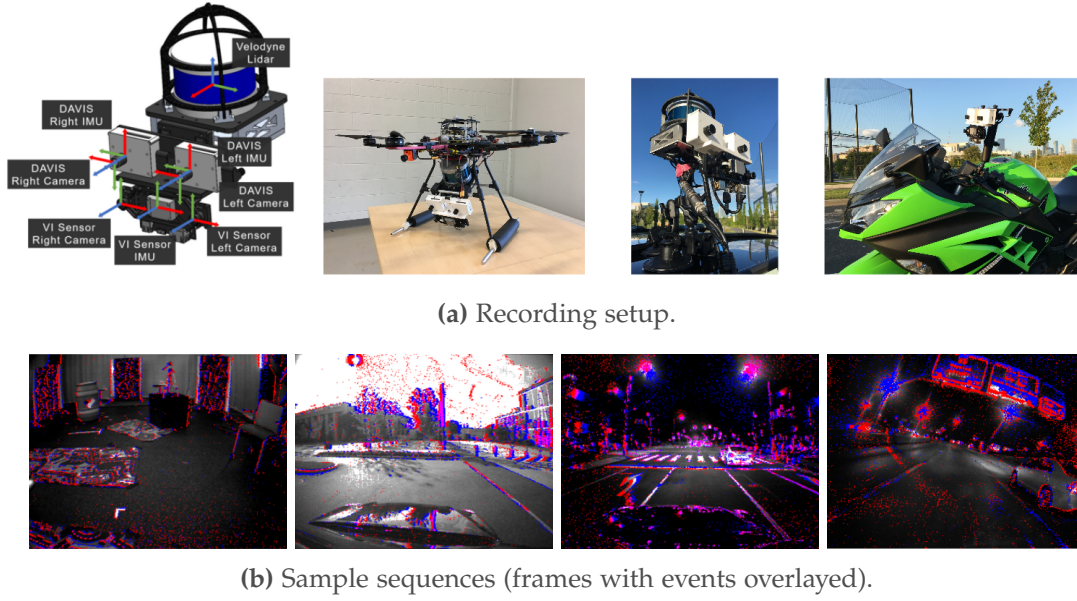 Velodyne
Lidar
DAVIS
Right IMU
DAVIS
Left IMU
DAVIS
Right Camera
DAVIS
Left Camera
VI Sensor
Right Camera
VI Sensor
IMU
VI Sensor
Left Camera
(a) Recording setup.
(b) Sample sequences (frames with events overlayed).